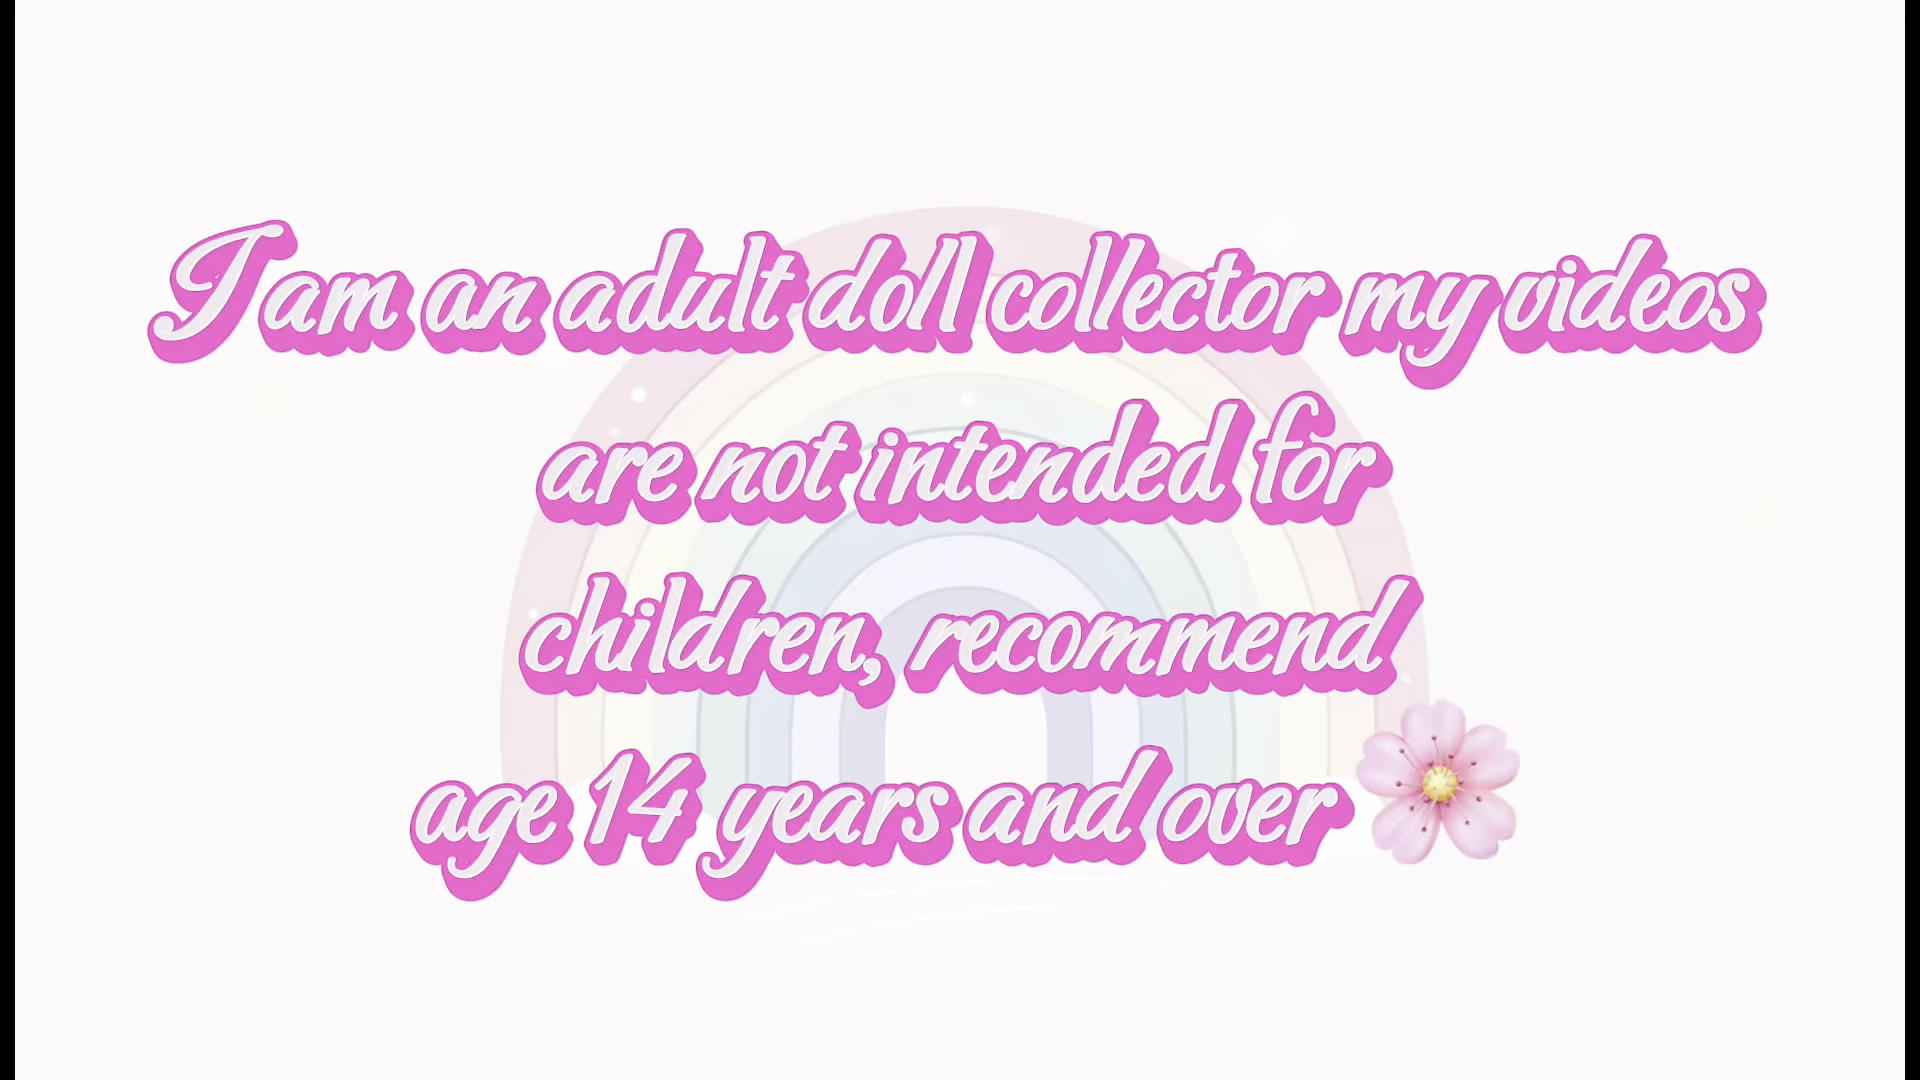 I am an adult doll collector my videos
are not intended for
children, recommend
age 14 years and over